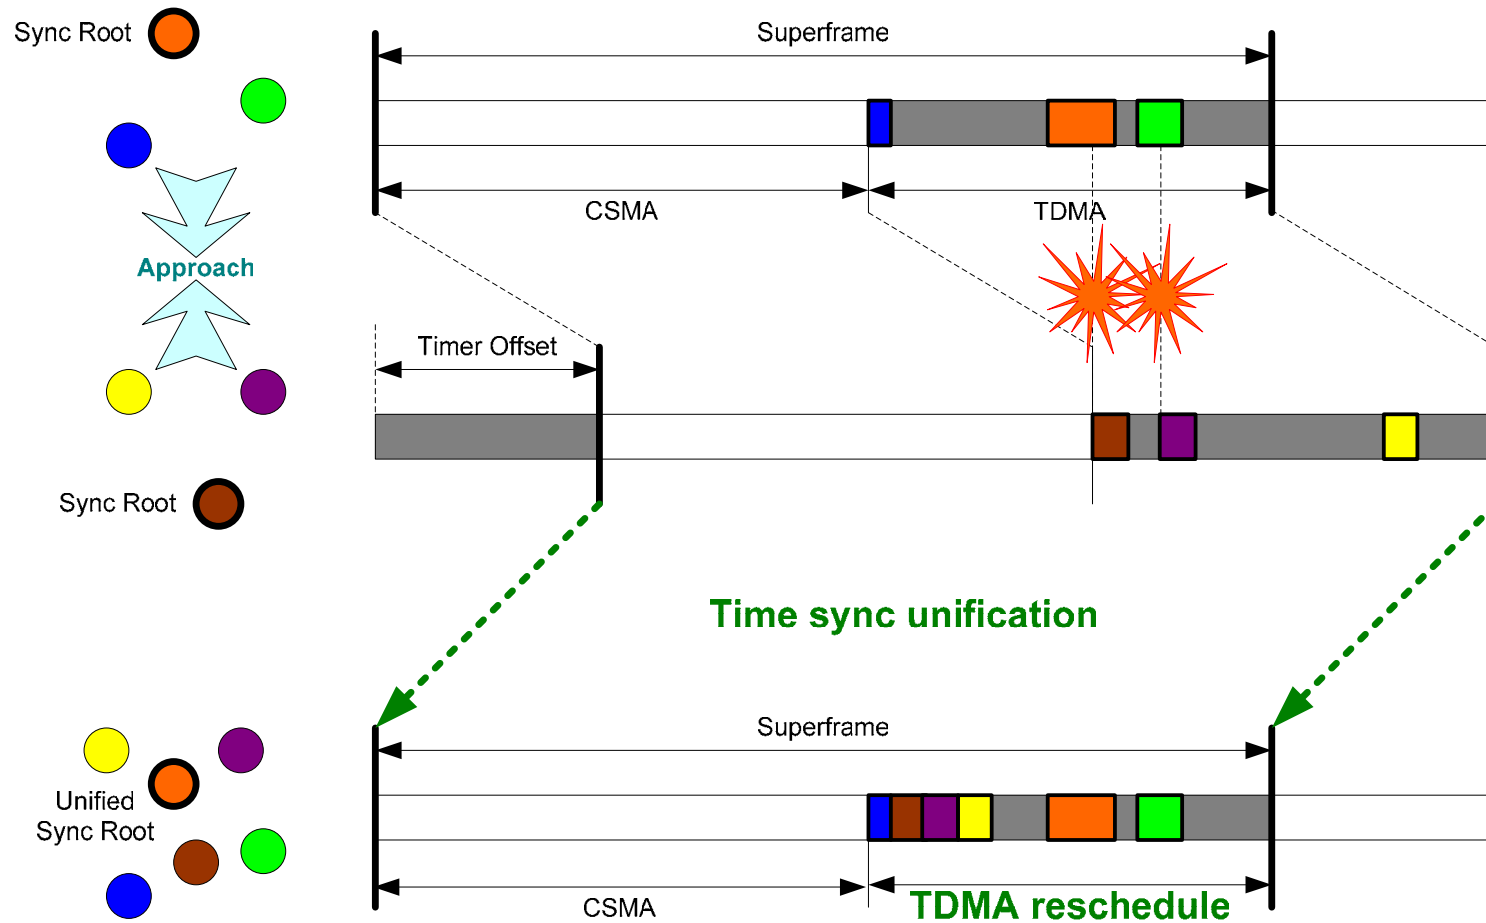 Sync Root
Superframe
CSMA
TDMA
Approach
Timer Offset
Sync Root
Time sync unification
Superframe
Unified
Sync Root
CSMA
TDMA reschedule